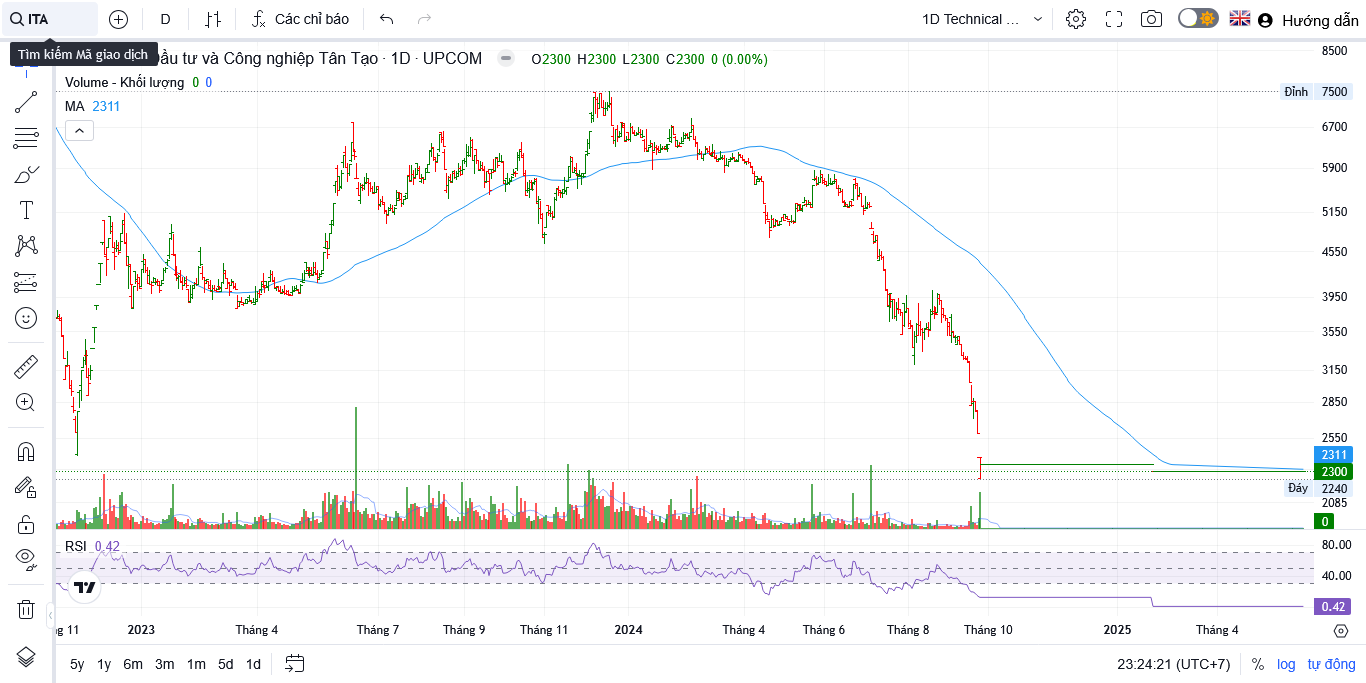 ITA
D
Các chỉ báo
1D Technical ...
Hướng dẫn
Tìm kiếm Mã giao dịch
Đầu tư và Công nghiệp Tân Tạo · 1D · UPCOM
O2300 H2300 L2300 C2300 0 (0.00%)
Volume - Khối lượng 0 0
MA 2311
8500
Đỉnh 7500
6700
5900
5150
4550
3950
3550
3150
2850
2550
2311
2300
Đáy 2240
2085
0
RSI 0.42
80.00
40.00
0.42
g 11
2023
Tháng 4
Tháng 7
Tháng 9
Tháng 11
2024
Tháng 4
Tháng 6
Tháng 8
Tháng 10
2025
Tháng 4
5y 1y 6m 3m 1m 5d 1d
23:24:21 (UTC+7)
% log tự động